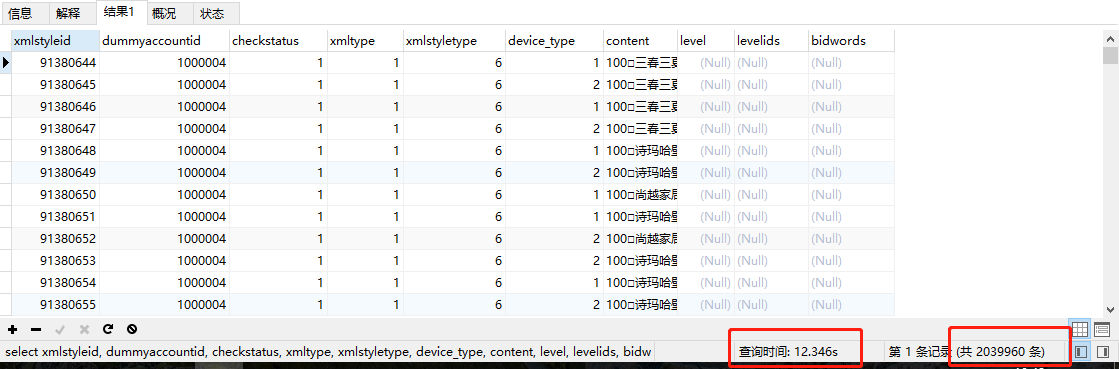 信息 解释 结果1 概况 状态
xmlstyleid dummyaccountid checkstatus xmltype xmlstyletype device_type content level levelids bidwords
91380644 1000004 1 1 6 1 100□三春三夏 (Null) (Null) (Null)
91380645 1000004 1 1 6 2 100□三春三夏 (Null) (Null) (Null)
91380646 1000004 1 1 6 1 100□三春三夏 (Null) (Null) (Null)
91380647 1000004 1 1 6 2 100□三春三夏 (Null) (Null) (Null)
91380648 1000004 1 1 6 1 100□诗玛哈 (Null) (Null) (Null)
91380649 1000004 1 1 6 2 100□诗玛哈 (Null) (Null) (Null)
91380650 1000004 1 1 6 1 100□尚越家居 (Null) (Null) (Null)
91380651 1000004 1 1 6 1 100□诗玛哈 (Null) (Null) (Null)
91380652 1000004 1 1 6 2 100□尚越家居 (Null) (Null) (Null)
91380653 1000004 1 1 6 2 100□诗玛哈 (Null) (Null) (Null)
91380654 1000004 1 1 6 1 100□诗玛哈 (Null) (Null) (Null)
91380655 1000004 1 1 6 2 100□诗玛哈 (Null) (Null) (Null)
select xmlstyleid, dummyaccountid, checkstatus, xmltype, xmlstyletype, device_type, content, level, levelids, bidw 查询时间: 12.346s 第 1 条记录 (共 2039960 条)